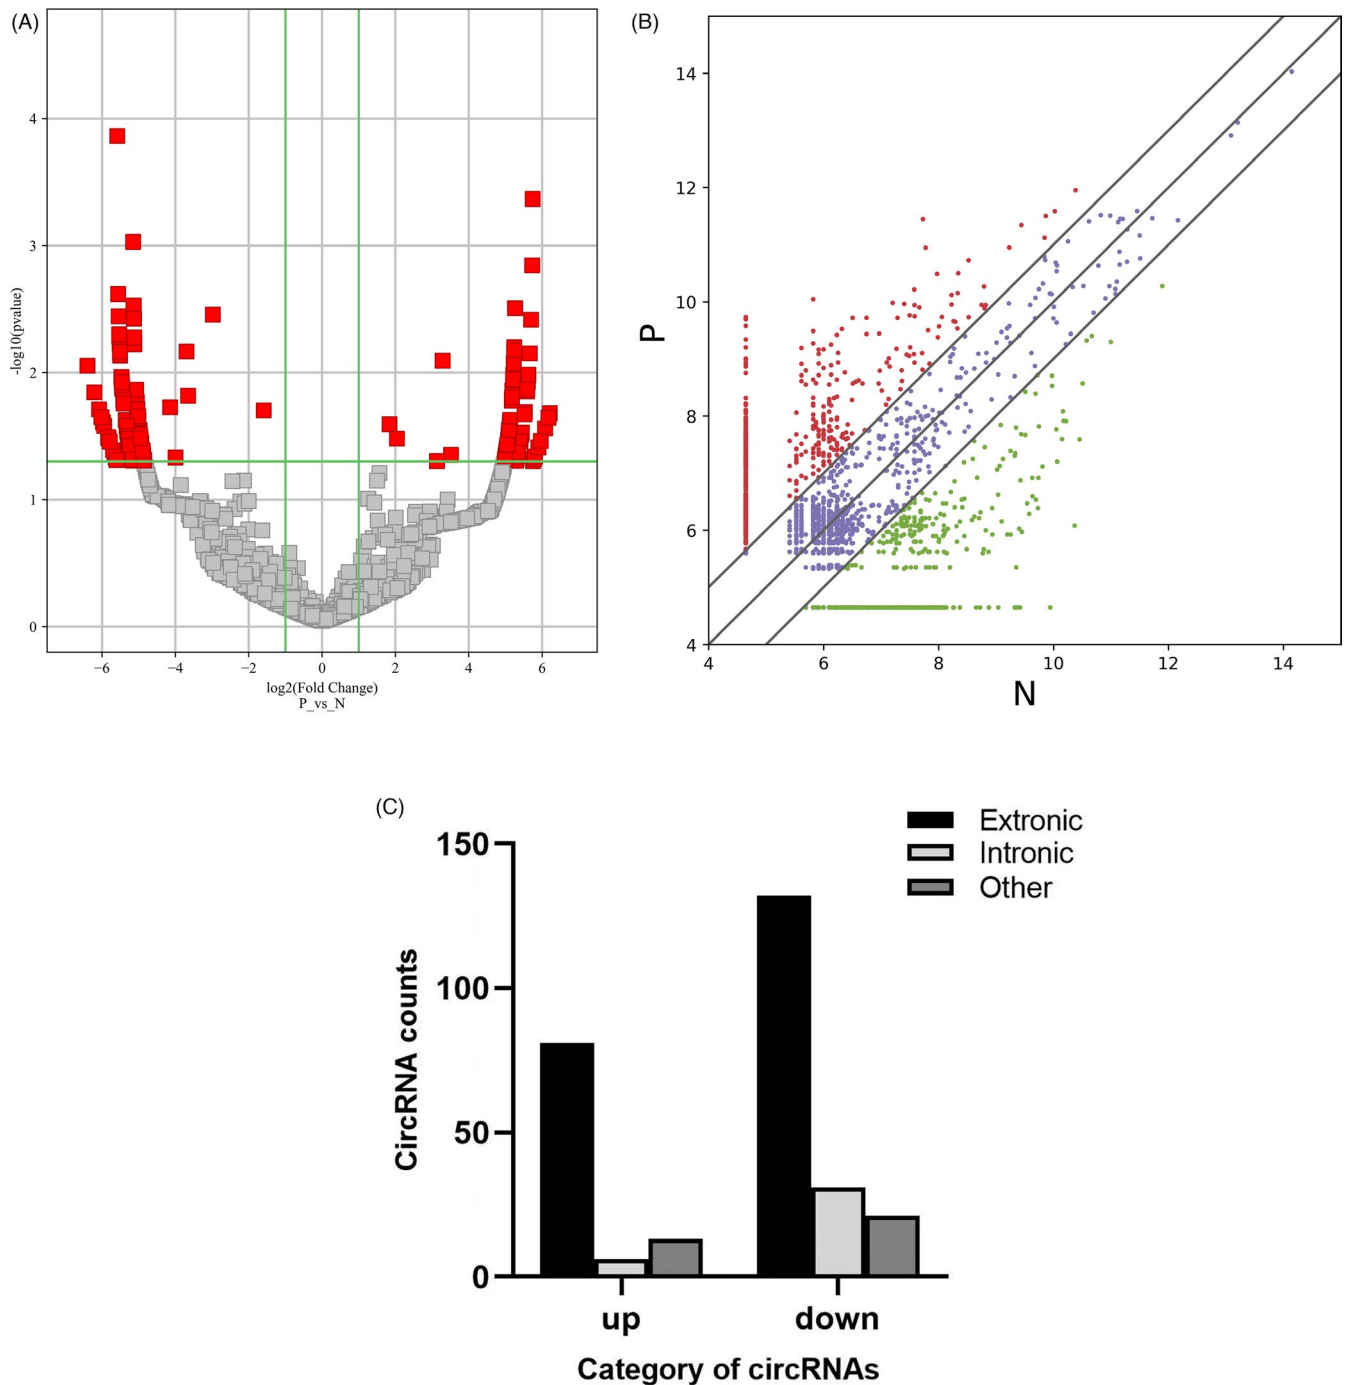 (A)
-log10(pvalue)
4
3
2
1
0
−6
−4
−2
0
2
4
6
log2(Fold Change)
P_vs_N
(B)
P
14
12
10
8
6
4
4
6
8
10
12
14
N
(C)
CircRNA counts
150
100
50
0
up
down
Category of circRNAs
Extronic
Intronic
Other